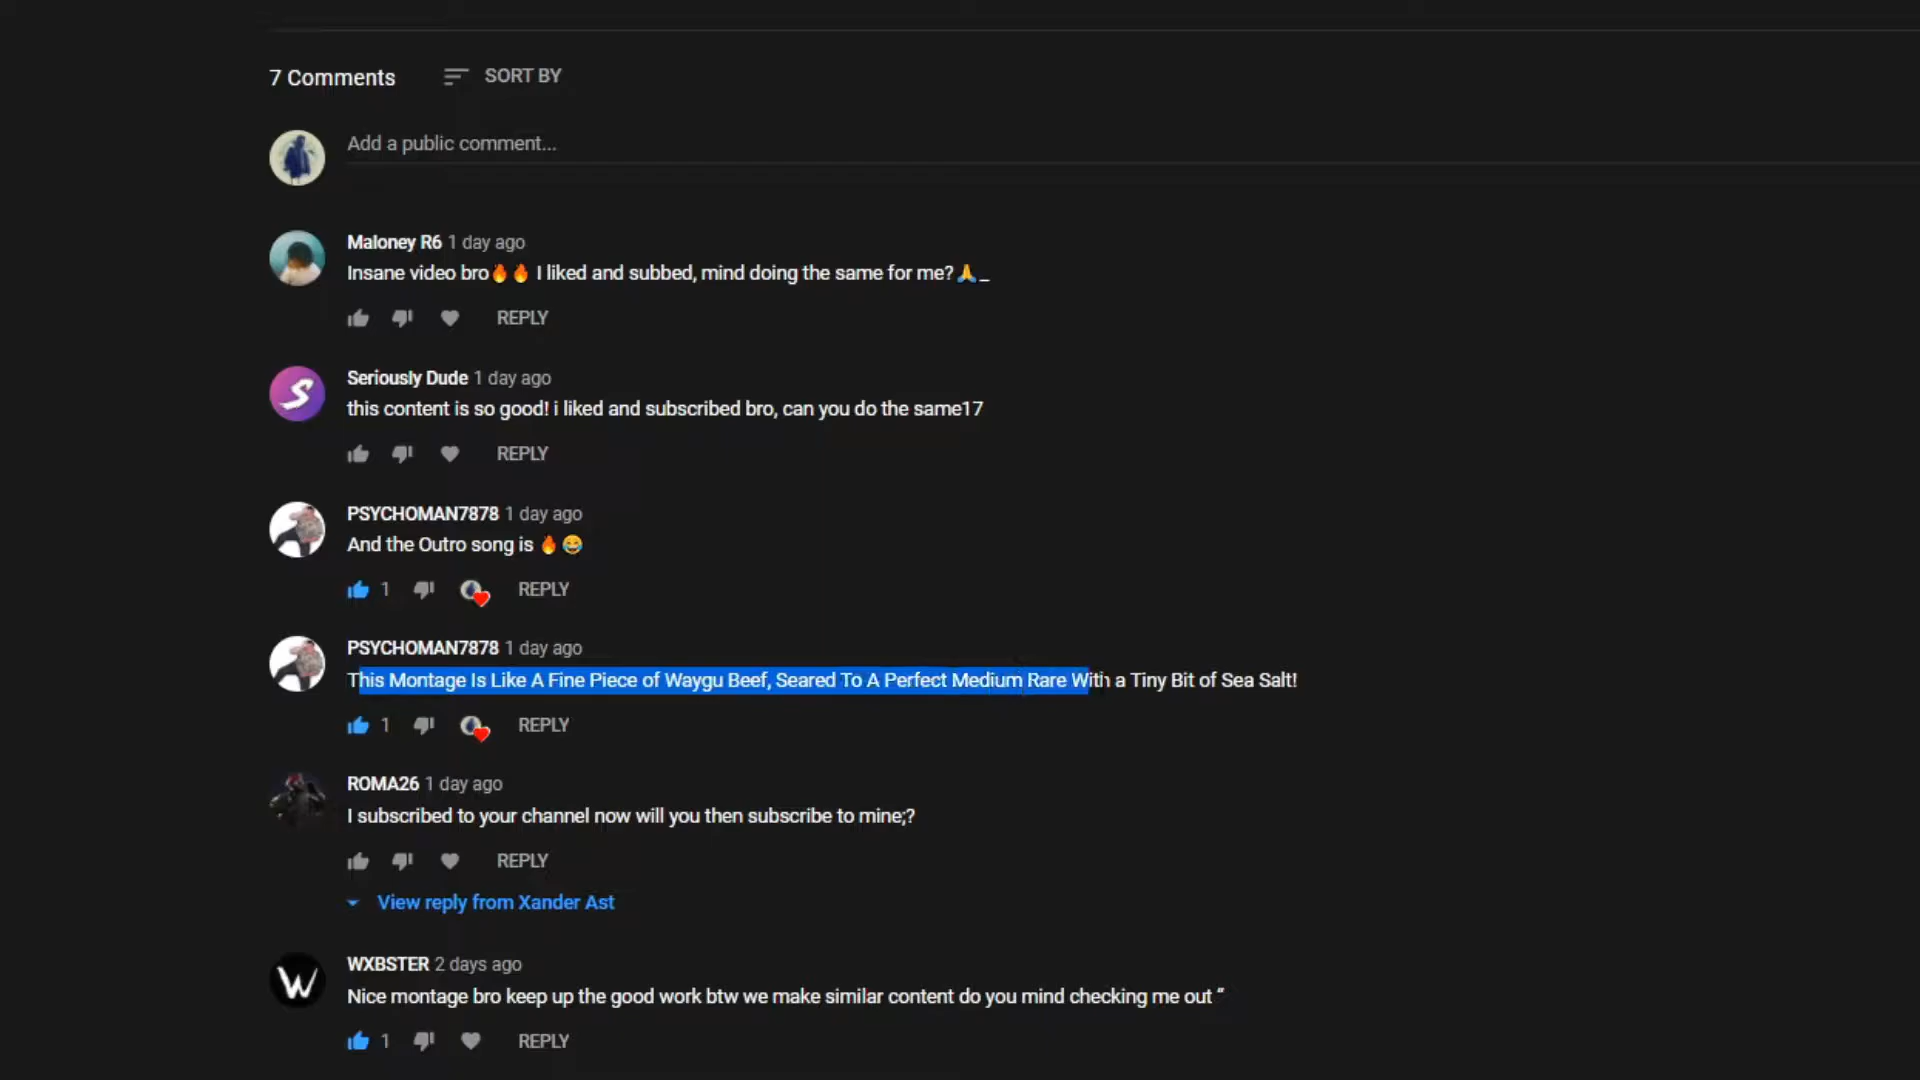 7 Comments SORT BY
Add a public comment...
Maloney R6 1 day ago
Insane video bro🔥🔥 I liked and subbed, mind doing the same for me?🙏_
REPLY
S
Seriously Dude 1 day ago
this content is so good! i liked and subscribed bro, can you do the same17
REPLY
PSYCHOMAN7878 1 day ago
And the Outro song is 🔥😂
1 REPLY
PSYCHOMAN7878 1 day ago
This Montage Is Like A Fine Piece of Waygu Beef, Seared To A Perfect Medium Rare With a Tiny Bit of Sea Salt!
1 REPLY
ROMA26 1 day ago
I subscribed to your channel now will you then subscribe to mine;?
REPLY
View reply from Xander Ast
W
WXBSTER 2 days ago
Nice montage bro keep up the good work btw we make similar content do you mind checking me out “
1 REPLY